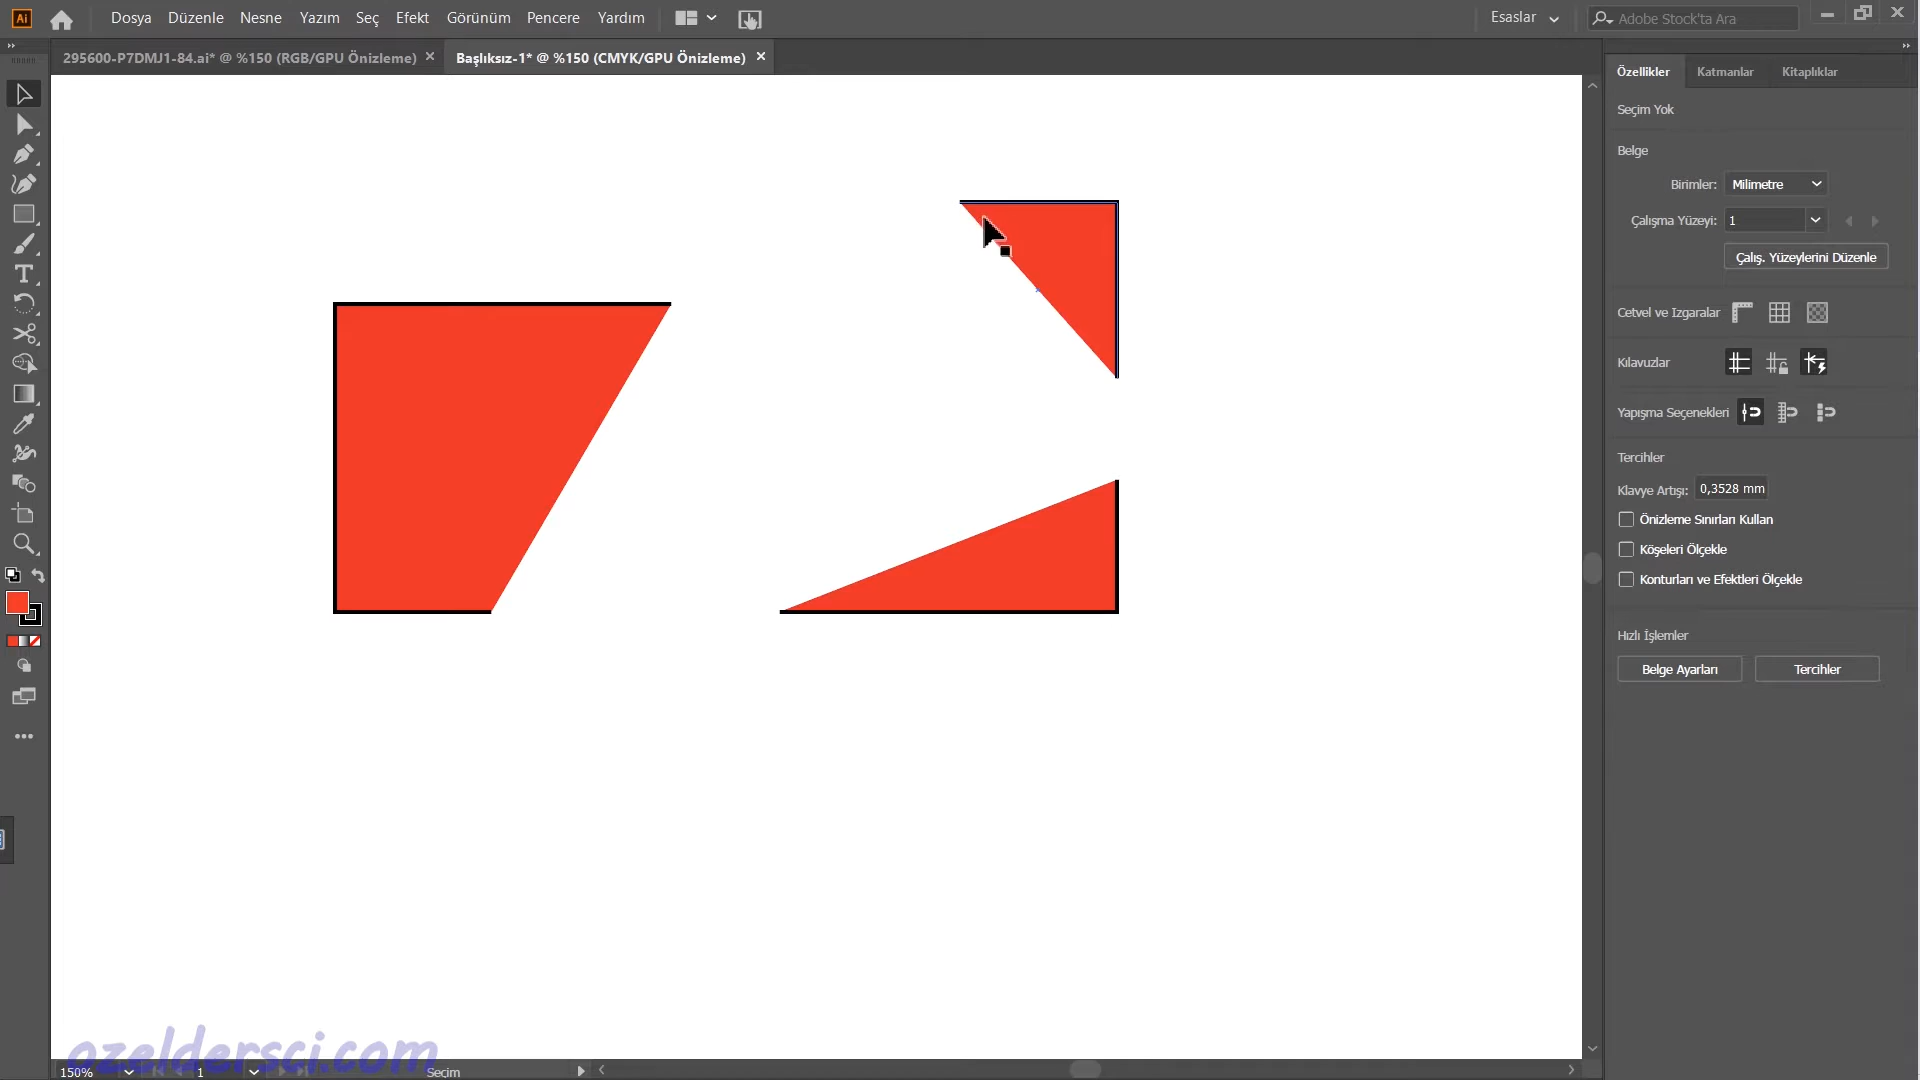 Ai Dosya Düzenle Nesne Yazım Seç Efekt Görünüm Pencere Yardım Esaslar Adobe Stock'ta Ara
295600-P7DMJ1-84.ai* @ %150 (RGB/GPU Önizleme) Başlıksız-1* @ %150 (CMYK/GPU Önizleme)
Özellikler Katmanlar Kitaplıklar
Seçim Yok
Belge
Birimler: Milimetre
Çalışma Yüzeyi: 1
Çalış. Yüzeylerini Düzenle
Cetvel ve Izgaralar
Kılavuzlar
Yapışma Seçenekleri
Tercihler
Klavye Artışı: 0,3528 mm
Önizleme Sınırları Kullan
Köşeleri Ölçekle
Konturları ve Efektleri Ölçekle
Hızlı İşlemler
Belge Ayarları Tercihler
ozeldersci.com
150% 1 Seçim